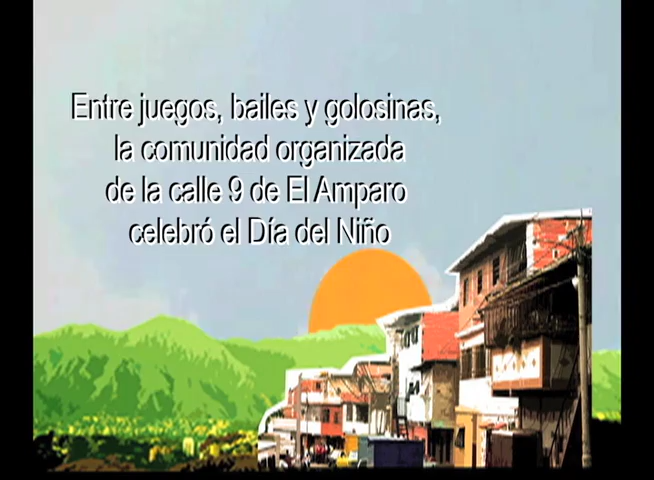 Entre juegos, bailes y golosinas,
la comunidad organizada
de la calle 9 de El Amparo
celebró el Día del Niño